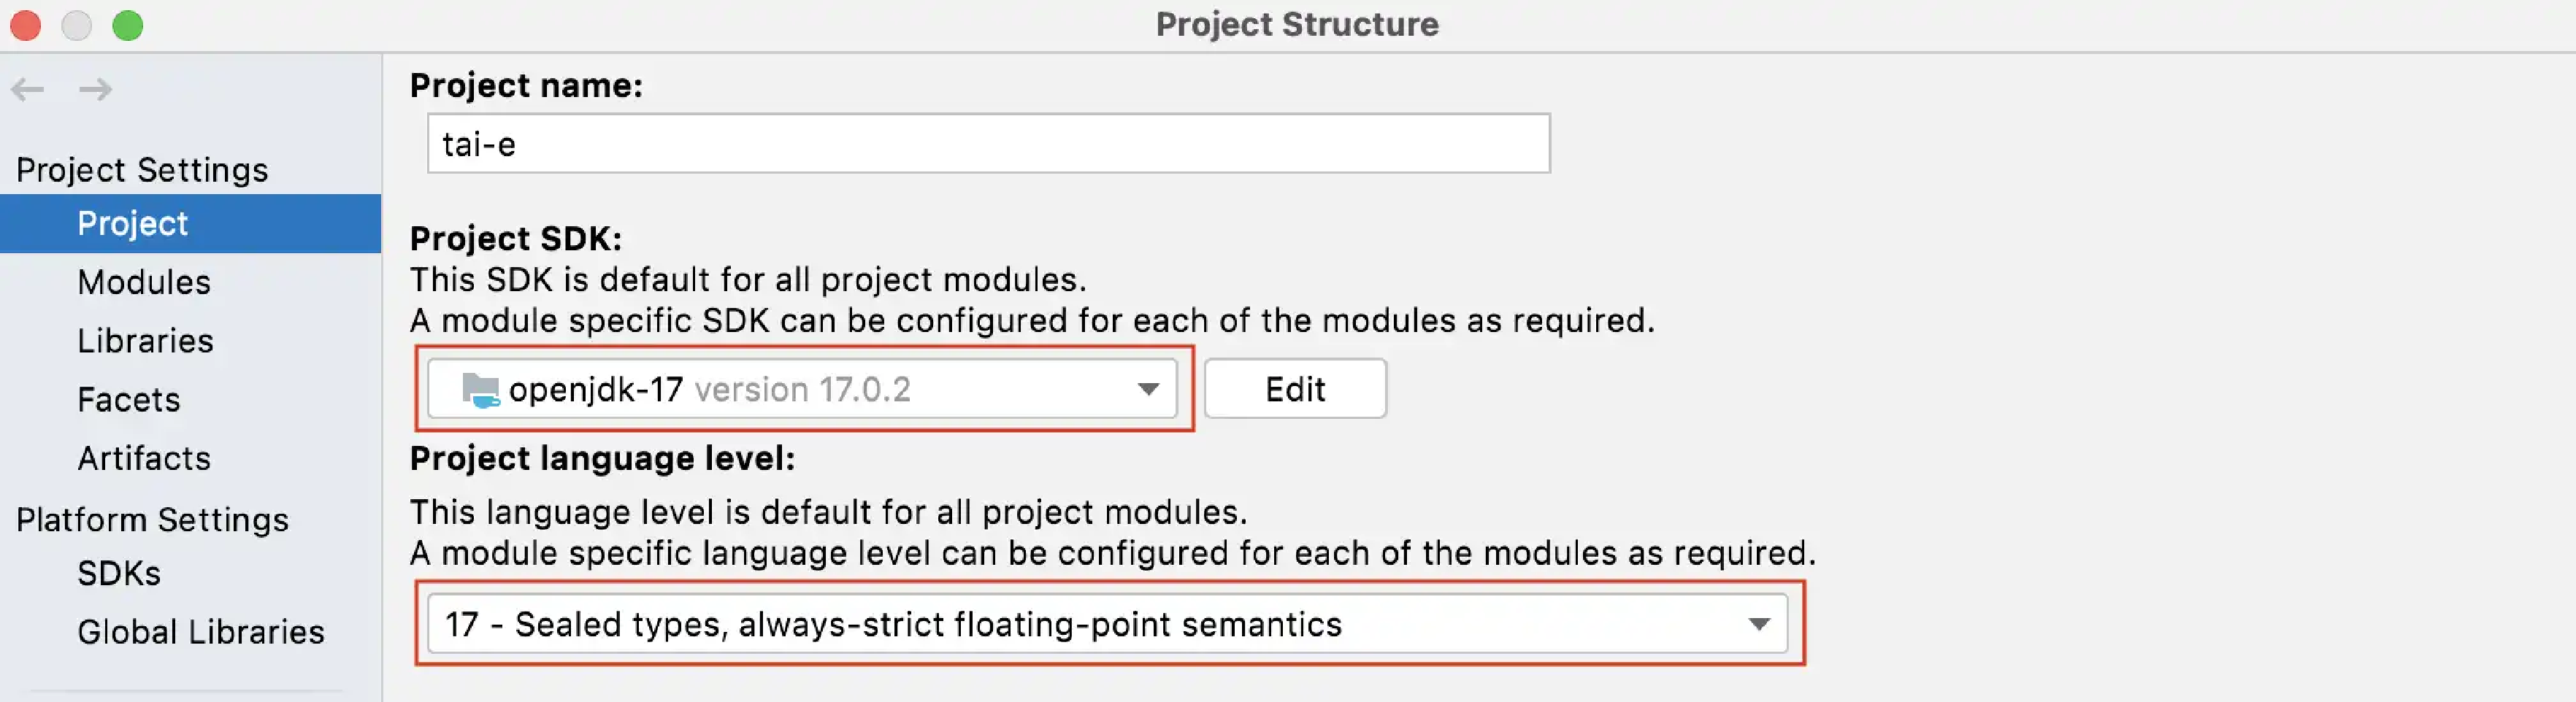 Project Structure
Project Settings
Project
Modules
Libraries
Facets
Artifacts
Platform Settings
SDKs
Global Libraries
Project name:
tai-e
Project SDK:
This SDK is default for all project modules.
A module specific SDK can be configured for each of the modules as required.
openjdk-17 version 17.0.2
Edit
Project language level:
This language level is default for all project modules.
A module specific language level can be configured for each of the modules as required.
17 - Sealed types, always-strict floating-point semantics